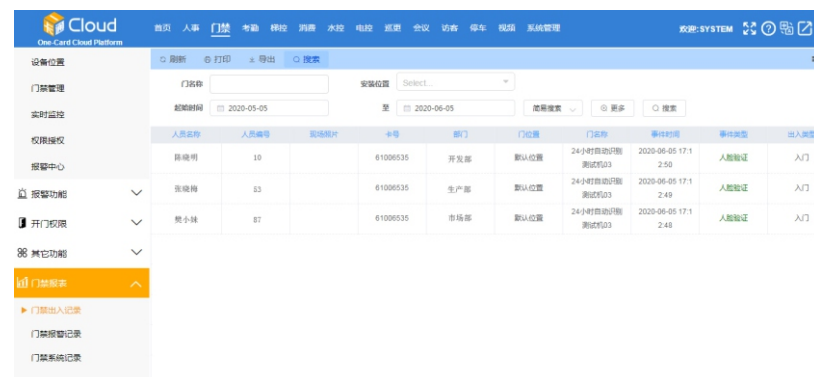 Cloud
One-Card Cloud Platform
首页 人事 门禁 考勤 梯控 消费 水控 电控 巡更 会议 访客 停车 视频 系统管理
欢迎:SYSTEM
设备位置
门禁管理
实时监控
权限授权
报警中心
报警功能
开门权限
其它功能
门禁报表
门禁出入记录
门禁报警记录
门禁系统记录
刷新 打印 导出 搜索
门名称 安装位置 Select...
起始时间 2020-05-05 至 2020-06-05 简易搜索 更多 搜索
人员名称 人员编号 现场照片 卡号 部门 门位置 门名称 事件时间 事件类型 出入类型
陈晓明 10 61006535 开发部 默认位置 24小时自动识别测试机03 2020-06-05 17:12:50 人脸验证 入门
张晓梅 53 61006535 生产部 默认位置 24小时自动识别测试机03 2020-06-05 17:12:49 人脸验证 入门
樊小妹 87 61006535 市场部 默认位置 24小时自动识别测试机03 2020-06-05 17:12:48 人脸验证 入门